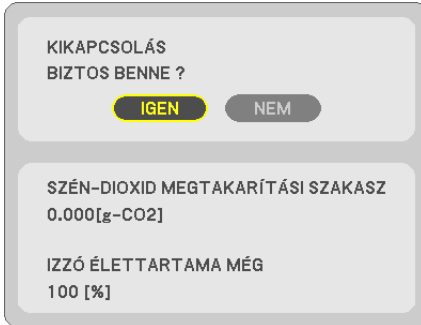 KIKAPCSOLÁS
BIZTOS BENNE ?
IGEN NEM
SZÉN-DIOXID MEGTAKARÍTÁSI SZAKASZ
0.000[g-CO2]
IZZÓ ÉLETTARTAMA MÉG
100 [%]